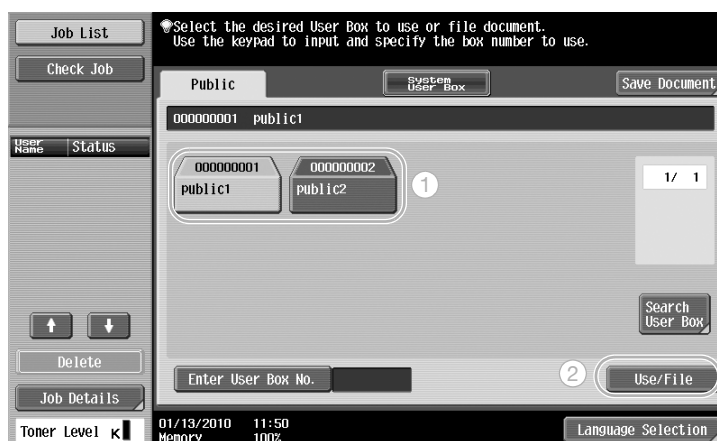 Job List
Check Job
User Name
Status
Delete
Job Details
Toner Level K
Select the desired User Box to use or file document.
Use the keypad to input and specify the box number to use.
Public
System User Box
Save Document
000000001 public1
000000001
public1
000000002
public2
1
1/ 1
Search
User Box
Enter User Box No.
2
Use/File
01/13/2010 11:50
Memory 100%
Language Selection